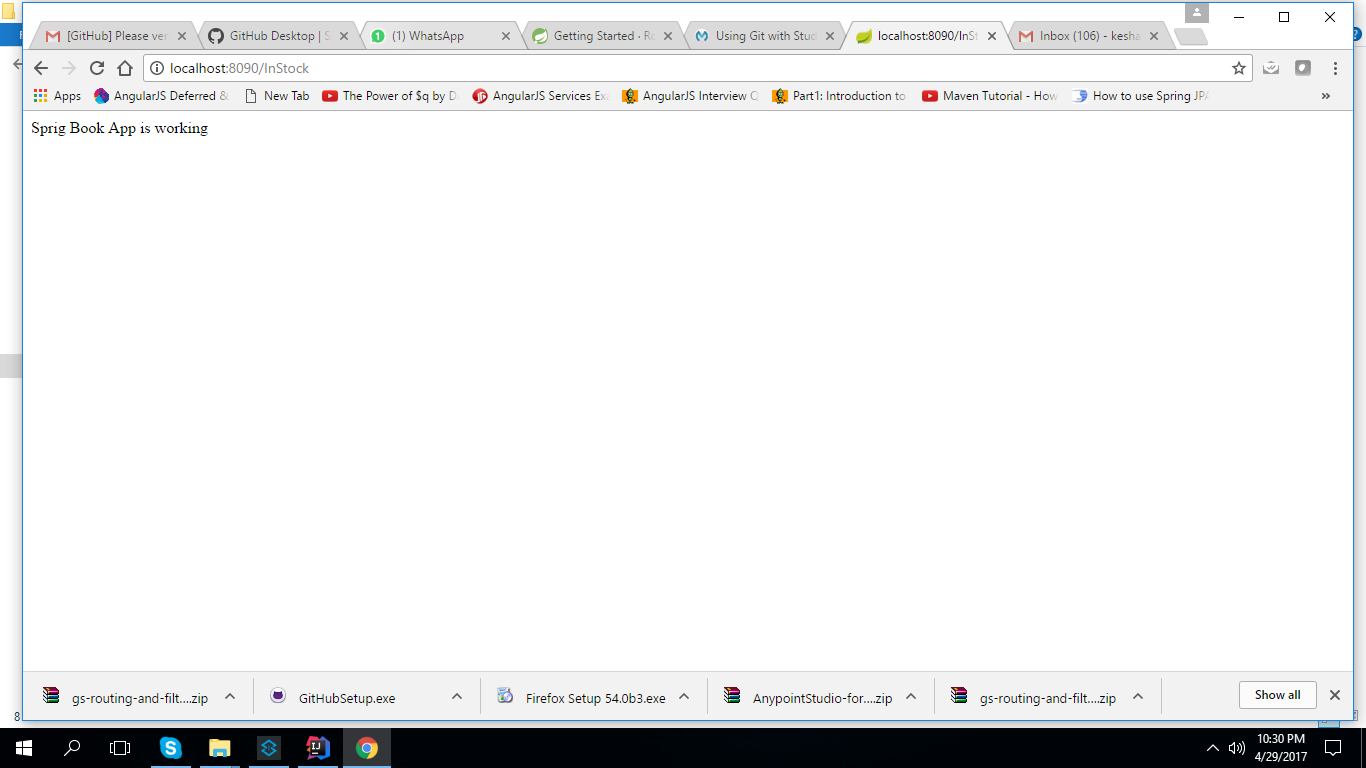 [GitHub] Please ver
GitHub Desktop | S
1 (1) WhatsApp
Getting Started · Ro
Using Git with Stud
localhost:8090/InSt
Inbox (106) - kesha
localhost:8090/InStock
Apps
AngularJS Deferred &
New Tab
The Power of $q by D
AngularJS Services Exa
AngularJS Interview Q
Part1: Introduction to
Maven Tutorial - How
How to use Spring JPA
»
Sprig Book App is working
gs-routing-and-filt....zip
GitHubSetup.exe
Firefox Setup 54.0b3.exe
AnypointStudio-for....zip
gs-routing-and-filt....zip
Show all
8
10:30 PM
4/29/2017